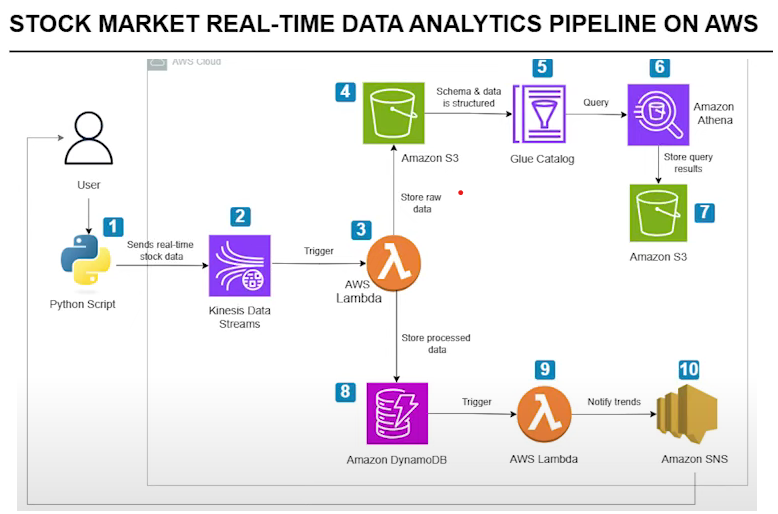 STOCK MARKET REAL-TIME DATA ANALYTICS PIPELINE ON AWS
AWS Cloud
4
5
6
Schema & data
is structured
Query
Amazon
Athena
Amazon S3
Glue Catalog
Store query
results
User
Store raw
data
7
1
2
3
Sends real-time
stock data
Trigger
Amazon S3
Python Script
AWS
Lambda
Kinesis Data
Streams
Store processed
data
8
9
10
Trigger
Notify trends
Amazon DynamoDB
AWS Lambda
Amazon SNS